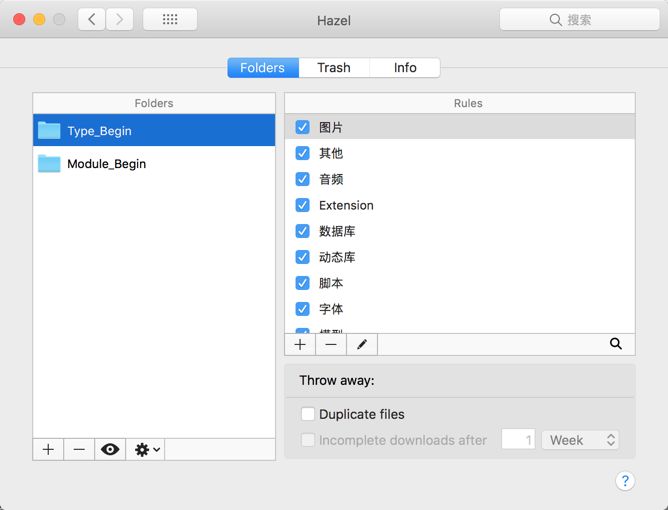 Hazel
搜索
Folders
Trash
Info
Folders
Type_Begin
Module_Begin
Rules
图片
其他
音频
Extension
数据库
动态库
脚本
字体
Throw away:
Duplicate files
Incomplete downloads after 1 Week
?